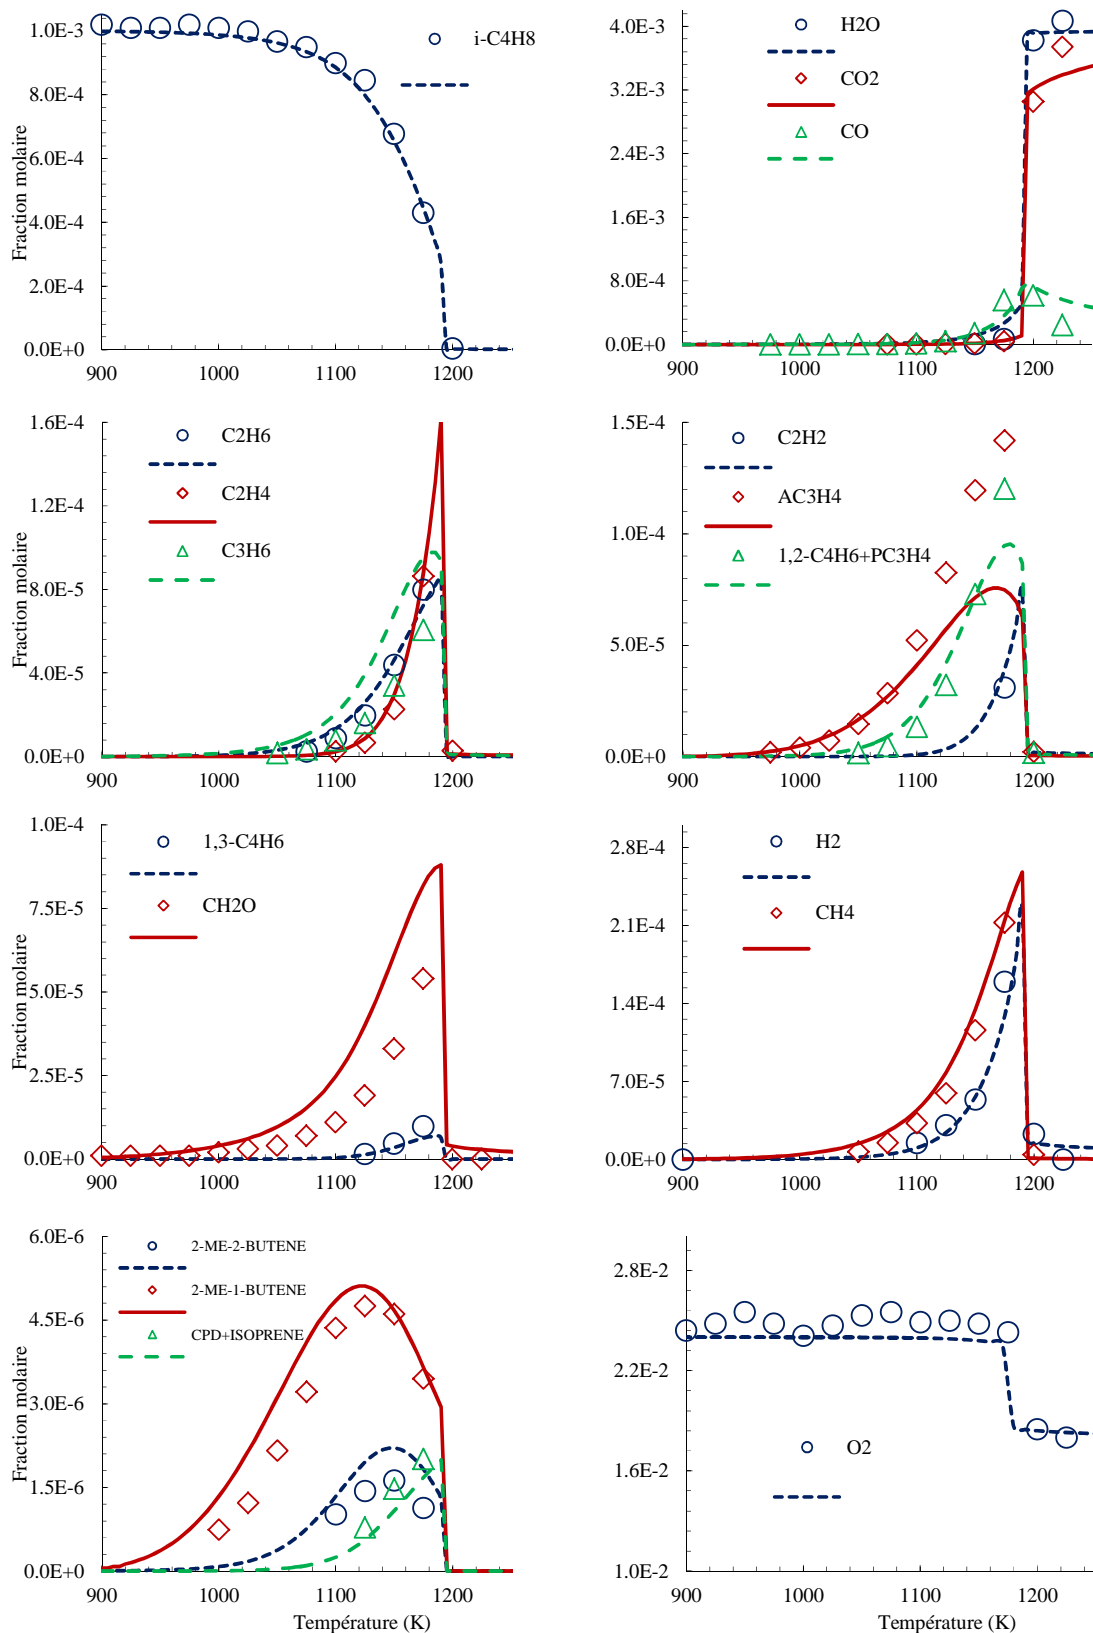 1.0E-3
8.0E-4
6.0E-4
4.0E-4
2.0E-4
0.0E+0
Fraction molaire
i-C4H8
900
1000
1100
1200
4.0E-3
3.2E-3
2.4E-3
1.6E-3
8.0E-4
0.0E+0
H2O
CO2
CO
900
1000
1100
1200
1.6E-4
1.2E-4
8.0E-5
4.0E-5
0.0E+0
Fraction molaire
C2H6
C2H4
C3H6
900
1000
1100
1200
1.5E-4
1.0E-4
5.0E-5
0.0E+0
C2H2
AC3H4
1,2-C4H6+PC3H4
900
1000
1100
1200
1.0E-4
7.5E-5
5.0E-5
2.5E-5
0.0E+0
Fraction molaire
1,3-C4H6
CH2O
900
1000
1100
1200
2.8E-4
2.1E-4
1.4E-4
7.0E-5
0.0E+0
H2
CH4
900
1000
1100
1200
6.0E-6
4.5E-6
3.0E-6
1.5E-6
0.0E+0
Fraction molaire
2-ME-2-BUTENE
2-ME-1-BUTENE
CPD+ISOPRENE
900
1000
1100
1200
Température (K)
2.8E-2
2.2E-2
1.6E-2
1.0E-2
O2
900
1000
1100
1200
Température (K)